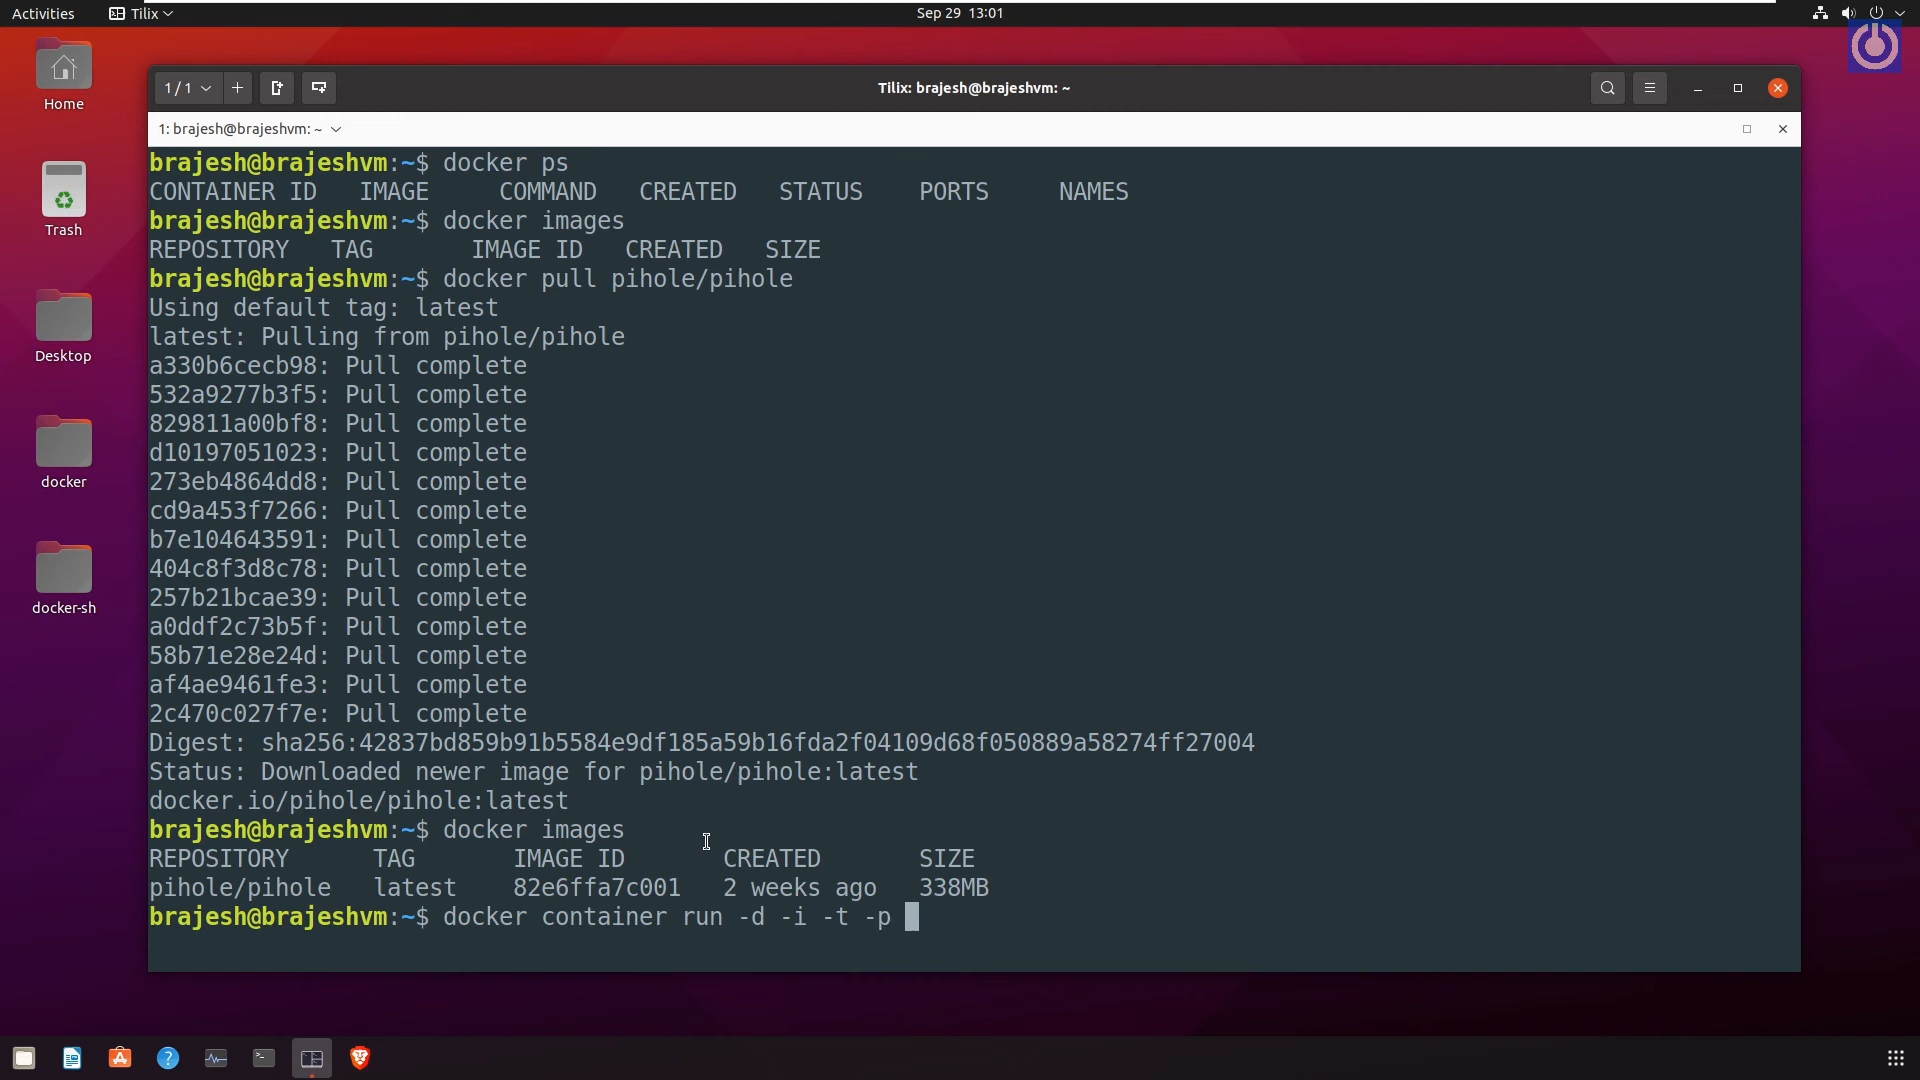 Activities Tilix Sep 29 13:01
1 / 1 Tilix: brajesh@brajeshvm: ~
1: brajesh@brajeshvm: ~
Home
Trash
Desktop
docker
docker-sh
brajesh@brajeshvm:~$ docker ps
CONTAINER ID IMAGE COMMAND CREATED STATUS PORTS NAMES
brajesh@brajeshvm:~$ docker images
REPOSITORY TAG IMAGE ID CREATED SIZE
brajesh@brajeshvm:~$ docker pull pihole/pihole
Using default tag: latest
latest: Pulling from pihole/pihole
a330b6cecb98: Pull complete
532a9277b3f5: Pull complete
829811a00bf8: Pull complete
d10197051023: Pull complete
273eb4864dd8: Pull complete
cd9a453f7266: Pull complete
b7e104643591: Pull complete
404c8f3d8c78: Pull complete
257b21bcae39: Pull complete
a0ddf2c73b5f: Pull complete
58b71e28e24d: Pull complete
af4ae9461fe3: Pull complete
2c470c027f7e: Pull complete
Digest: sha256:42837bd859b91b5584e9df185a59b16fda2f04109d68f050889a58274ff27004
Status: Downloaded newer image for pihole/pihole:latest
docker.io/pihole/pihole:latest
brajesh@brajeshvm:~$ docker images
REPOSITORY TAG IMAGE ID CREATED SIZE
pihole/pihole latest 82e6ffa7c001 2 weeks ago 338MB
brajesh@brajeshvm:~$ docker container run -d -i -t -p